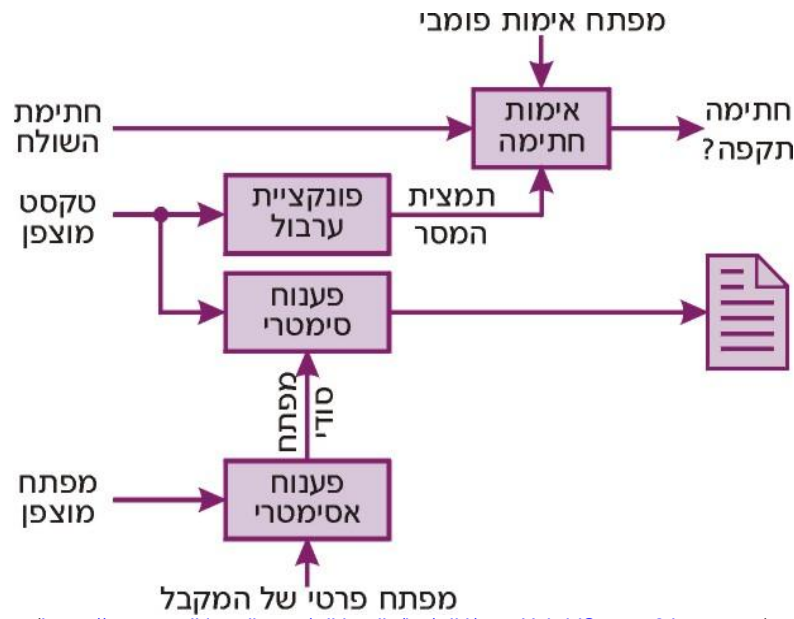 מפתח אימות פומבי
חתימת
השולח
אימות
חתימה
חתימה
תקפה?
טקסט
מוצפן
פונקציית
ערבול
תמצית
המסר
פענוח
סימטרי
מפתח
סודי
מפתח
מוצפן
פענוח
אסימטרי
מפתח פרטי של המקבל